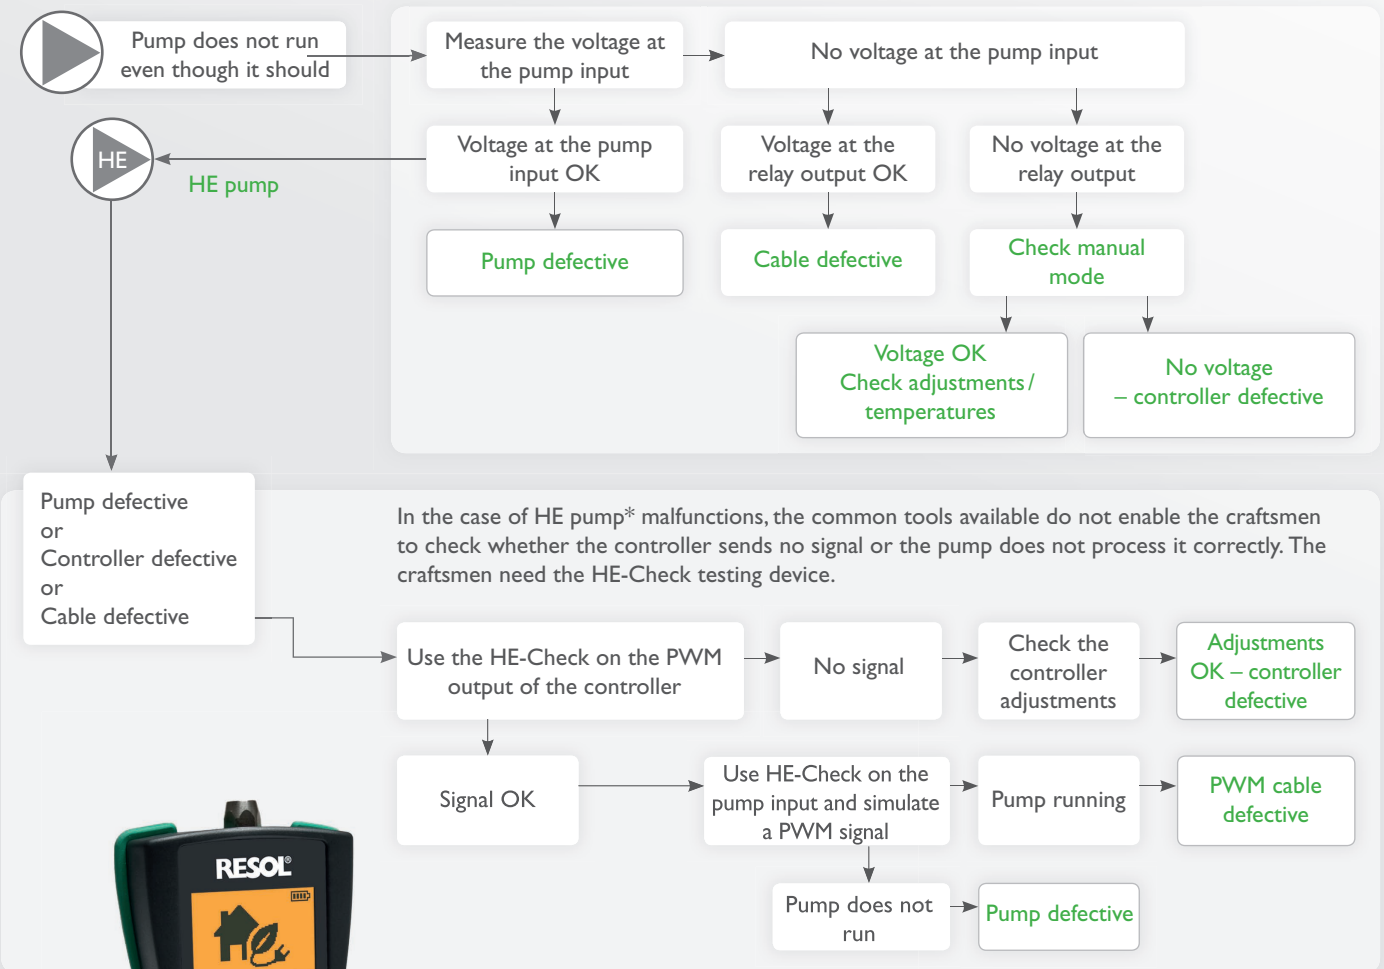 Pump does not run
even though it should
Measure the voltage at
the pump input
No voltage at the pump input
HE
HE pump
Voltage at the pump
input OK
Voltage at the
relay output OK
No voltage at the
relay output
Pump defective
Cable defective
Check manual
mode
Voltage OK
Check adjustments/
temperatures
No voltage
– controller defective
Pump defective
or
Controller defective
or
Cable defective
In the case of HE pump* malfunctions, the common tools available do not enable the craftsmen
to check whether the controller sends no signal or the pump does not process it correctly. The
craftsmen need the HE-Check testing device.
Use the HE-Check on the PWM
output of the controller
No signal
Check the
controller
adjustments
Adjustments
OK – controller
defective
Signal OK
Use HE-Check on the
pump input and simulate
a PWM signal
Pump running
PWM cable
defective
Pump does not
run
Pump defective
RESOL®